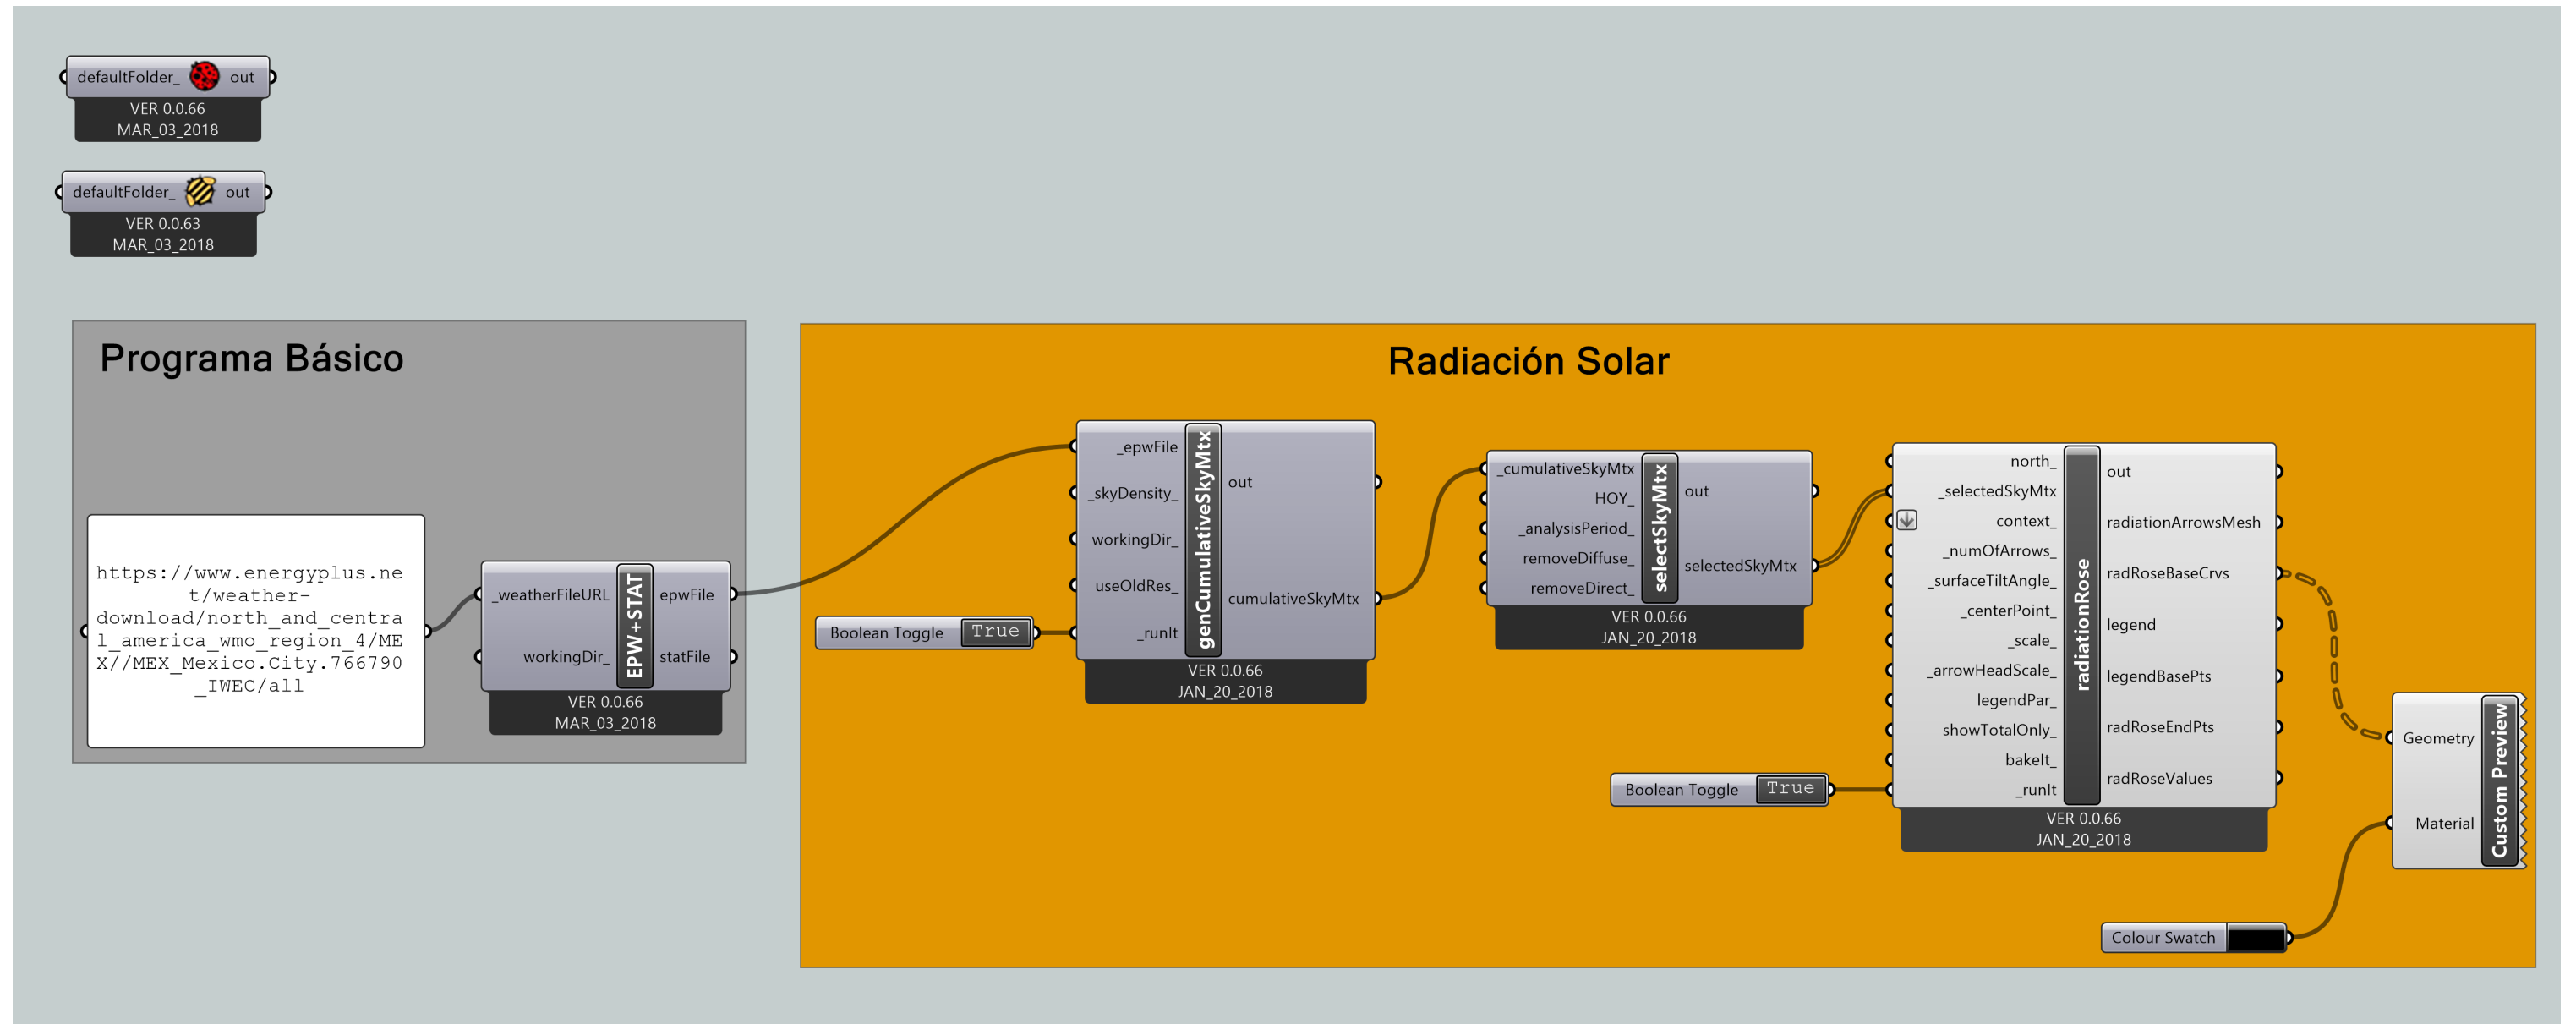 defaultFolder_ out
VER 0.0.66
MAR_03_2018
defaultFolder_ out
VER 0.0.63
MAR_03_2018
Programa Básico
https://www.energyplus.ne
t/weather-
download/north_and_centra
l_america_wmo_region_4/ME
X//MEX_Mexico.City.766790
_IWEC/all
_weatherFileURL
workingDir_
EPW+STAT
epwFile
statFile
VER 0.0.66
MAR_03_2018
Radiación Solar
Boolean Toggle True
_epwFile
_skyDensity_
workingDir_
useOldRes_
_runIt
genCumulativeSkyMtx
out
cumulativeSkyMtx
VER 0.0.66
JAN_20_2018
_cumulativeSkyMtx
HOY_
_analysisPeriod_
removeDiffuse_
removeDirect_
selectSkyMtx
out
selectedSkyMtx
VER 0.0.66
JAN_20_2018
Boolean Toggle True
north_
_selectedSkyMtx
context_
_numOfArrows_
_surfaceTiltAngle_
_centerPoint_
_scale_
_arrowHeadScale_
legendPar_
showTotalOnly_
bakeIt_
_runIt
radiationRose
out
radiationArrowsMesh
radRoseBaseCrvs
legend
legendBasePts
radRoseEndPts
radRoseValues
VER 0.0.66
JAN_20_2018
Geometry
Material
Custom Preview
Colour Swatch